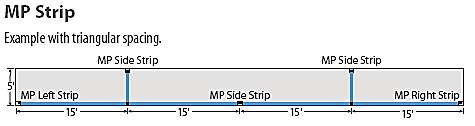 MP Strip
Example with triangular spacing.
MP Side Strip MP Side Strip
5'
MP Left Strip MP Side Strip MP Right Strip
15' 15' 15' 15'